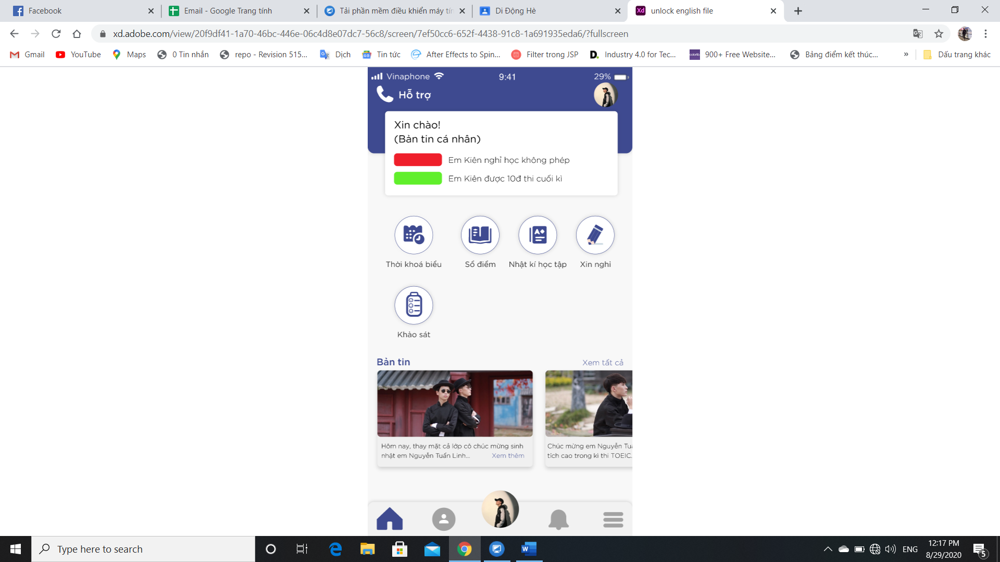 Facebook
Email - Google Trang tính
Tải phần mềm điều khiển máy tín
Di Động Hè
unlock english file
xd.adobe.com/view/20f9df41-1a70-46bc-446e-06c4d8e07dc7-56c8/screen/7ef50cc6-652f-4438-91c8-1a691935eda6/?fullscreen
Gmail
YouTube
Maps
0 Tin nhắn
repo - Revision 515...
Dịch
Tin tức
After Effects to Spin...
Filter trong JSP
Industry 4.0 for Tec...
900+ Free Website...
Bảng điểm kết thúc...
»
Dấu trang khác
Vinaphone
9:41
29%
Hỗ trợ
Xin chào!
(Bản tin cá nhân)
Em Kiên nghỉ học không phép
Em Kiên được 10đ thi cuối kì
Thời khoá biểu
Sổ điểm
Nhật kí học tập
Xin nghỉ
Khảo sát
Bản tin
Xem tất cả
Hôm nay, thay mặt cả lớp cô chúc mừng sinh
nhật em Nguyễn Tuấn Linh...
Xem thêm
Chúc mừng em Nguyễn Tu
tích cao trong kì thi TOEIC.
Type here to search
ENG
12:17 PM
8/29/2020
5